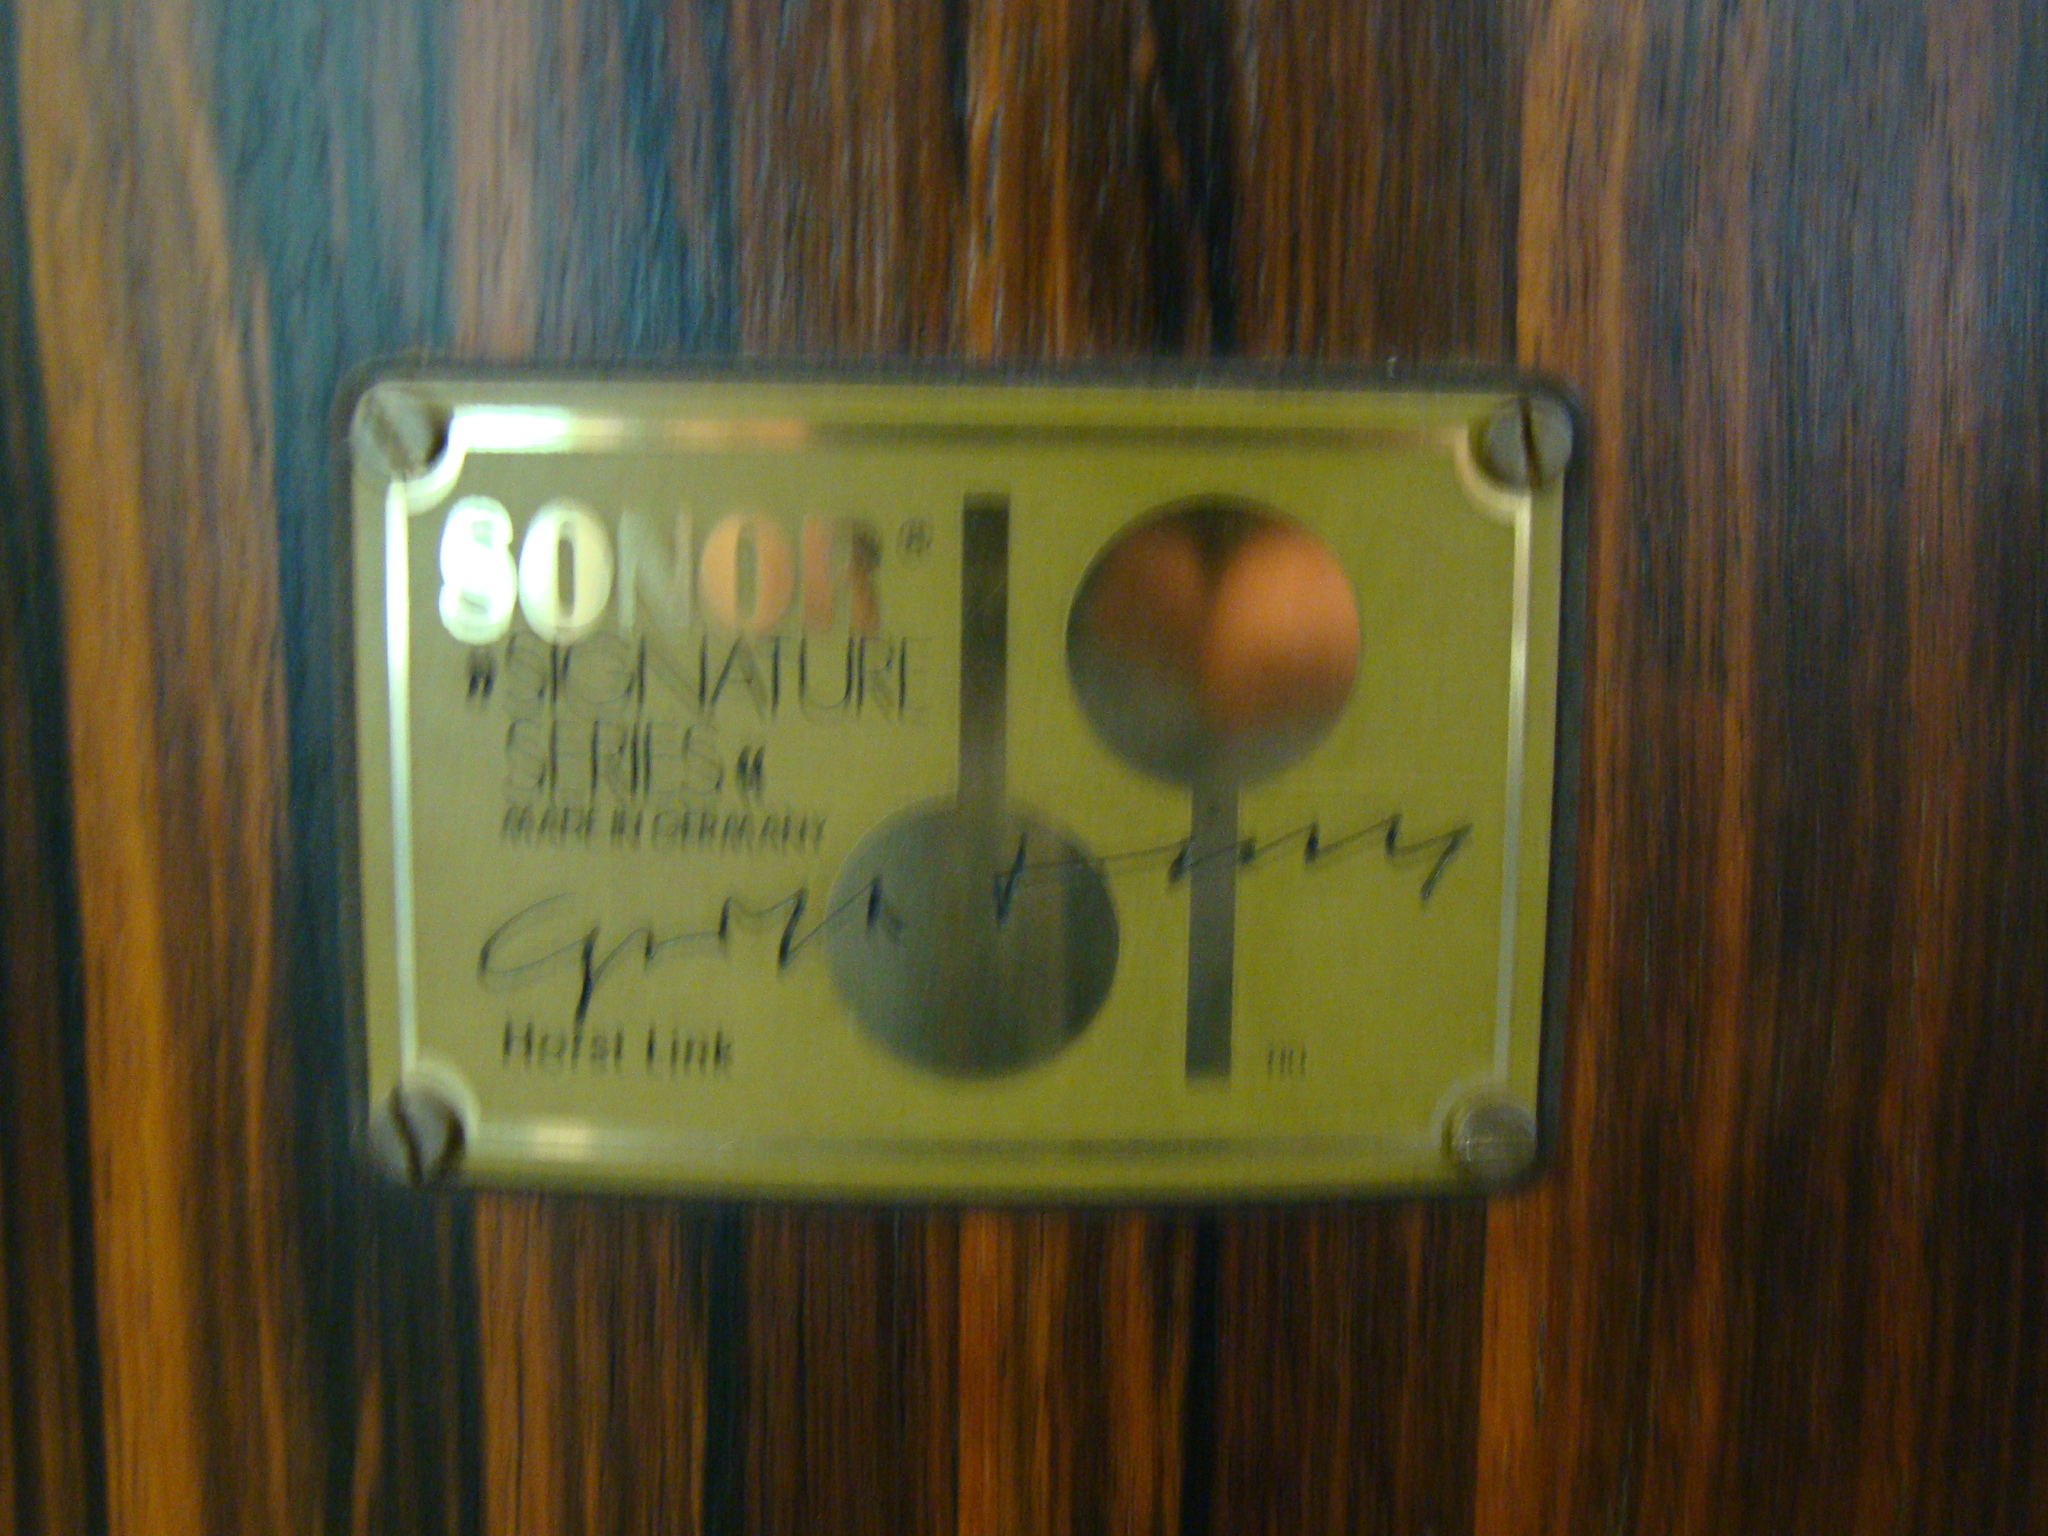 SONOR®
»SIGNATURE
SERIES«
MADE IN GERMANY
Horst Link